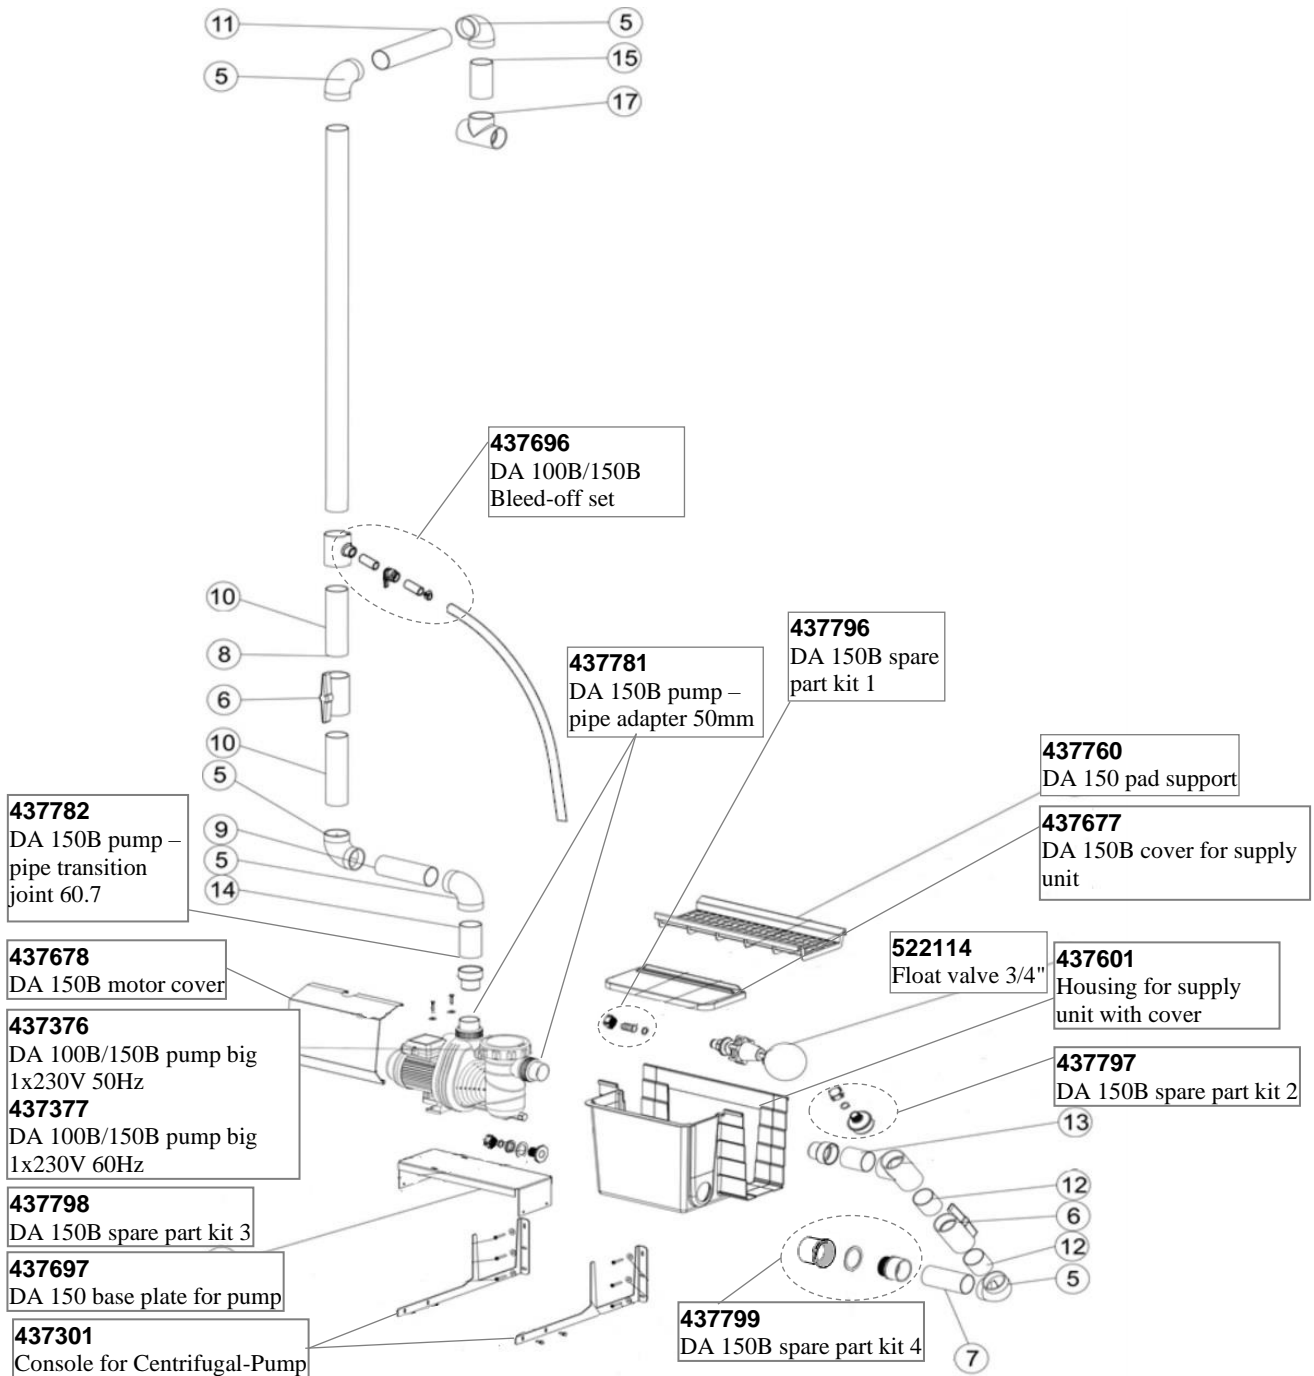 11
5
5
15
17
437696
DA 100B/150B
Bleed-off set
10
8
6
10
5
9
5
14
437781
DA 150B pump –
pipe adapter 50mm
437796
DA 150B spare
part kit 1
437760
DA 150 pad support
437677
DA 150B cover for supply
unit
437782
DA 150B pump –
pipe transition
joint 60.7
437678
DA 150B motor cover
522114
Float valve 3/4"
437601
Housing for supply
unit with cover
437376
DA 100B/150B pump big
1x230V 50Hz
437377
DA 100B/150B pump big
1x230V 60Hz
437797
DA 150B spare part kit 2
13
12
6
12
5
7
437798
DA 150B spare part kit 3
437697
DA 150 base plate for pump
437301
Console for Centrifugal-Pump
437799
DA 150B spare part kit 4